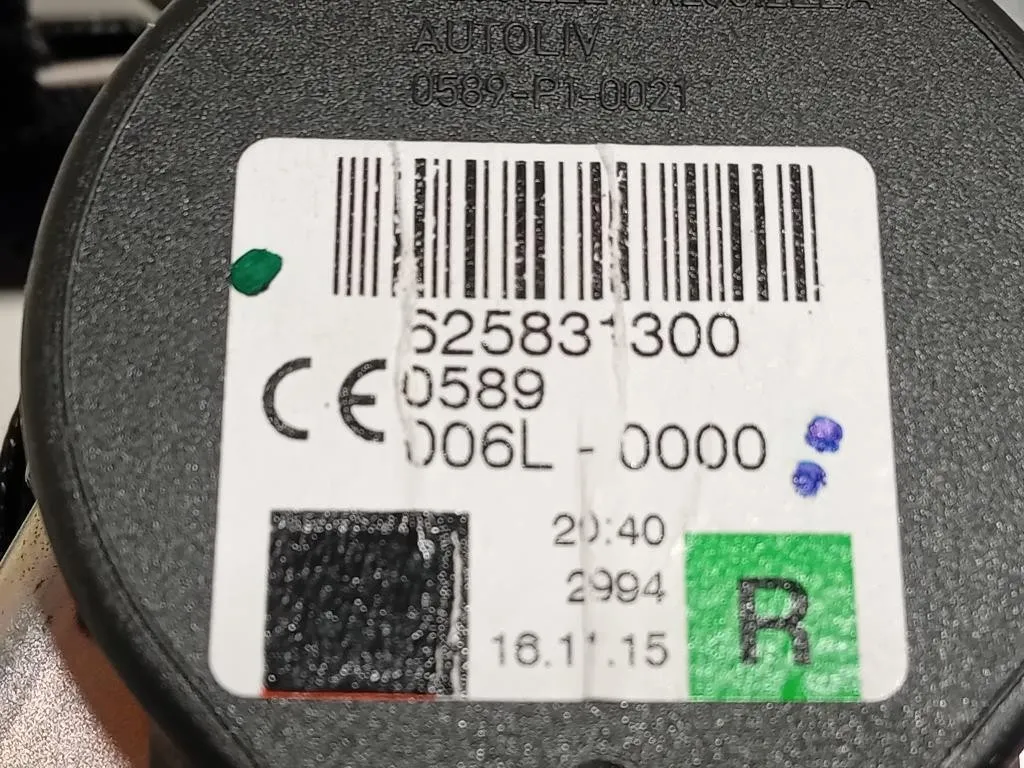 AUTOLIV
0589-P1-0021
625831300
CE 0589
006L - 0000
20:40
2994
16.11.15
R